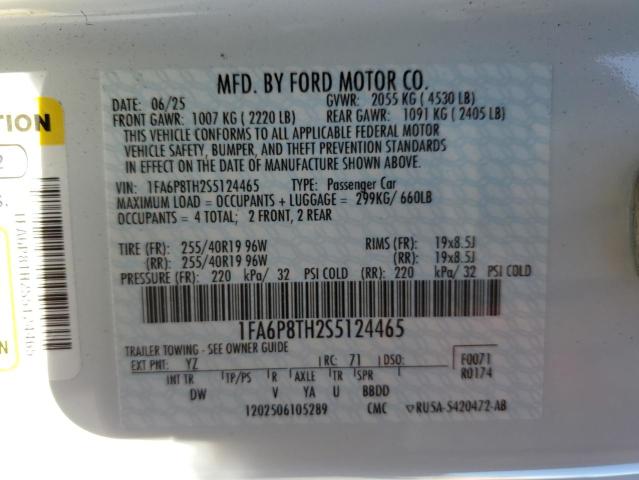 MFD. BY FORD MOTOR CO.
DATE: 06/25 GVWR: 2055 KG ( 4530 LB)
FRONT GAWR: 1007 KG ( 2220 LB) REAR GAWR: 1091 KG ( 2405 LB)
THIS VEHICLE CONFORMS TO ALL APPLICABLE FEDERAL MOTOR
VEHICLE SAFETY, BUMPER, AND THEFT PREVENTION STANDARDS
IN EFFECT ON THE DATE OF MANUFACTURE SHOWN ABOVE.
VIN: 1FA6P8TH2S5124465 TYPE: Passenger Car
MAXIMUM LOAD = OCCUPANTS + LUGGAGE = 299KG/ 660LB
OCCUPANTS = 4 TOTAL; 2 FRONT, 2 REAR
TIRE (FR): 255/40R19 96W RIMS (FR): 19x8.5J
(RR): 255/40R19 96W (RR): 19x8.5J
PRESSURE (FR): 220 kPa/ 32 PSI COLD (RR): 220 kPa/ 32 PSI COLD
1FA6P8TH2S5124465
TRAILER TOWING - SEE OWNER GUIDE
EXT PNT: YZ RC: 71 DSO: F0071
R0174
INT TR TP/PS R AXLE TR SPR
DW V YA U BBDD
1202506105289 CMC RU5A-5420472-AB
TION
2
S.
1FA6P8TH2S5124465
N